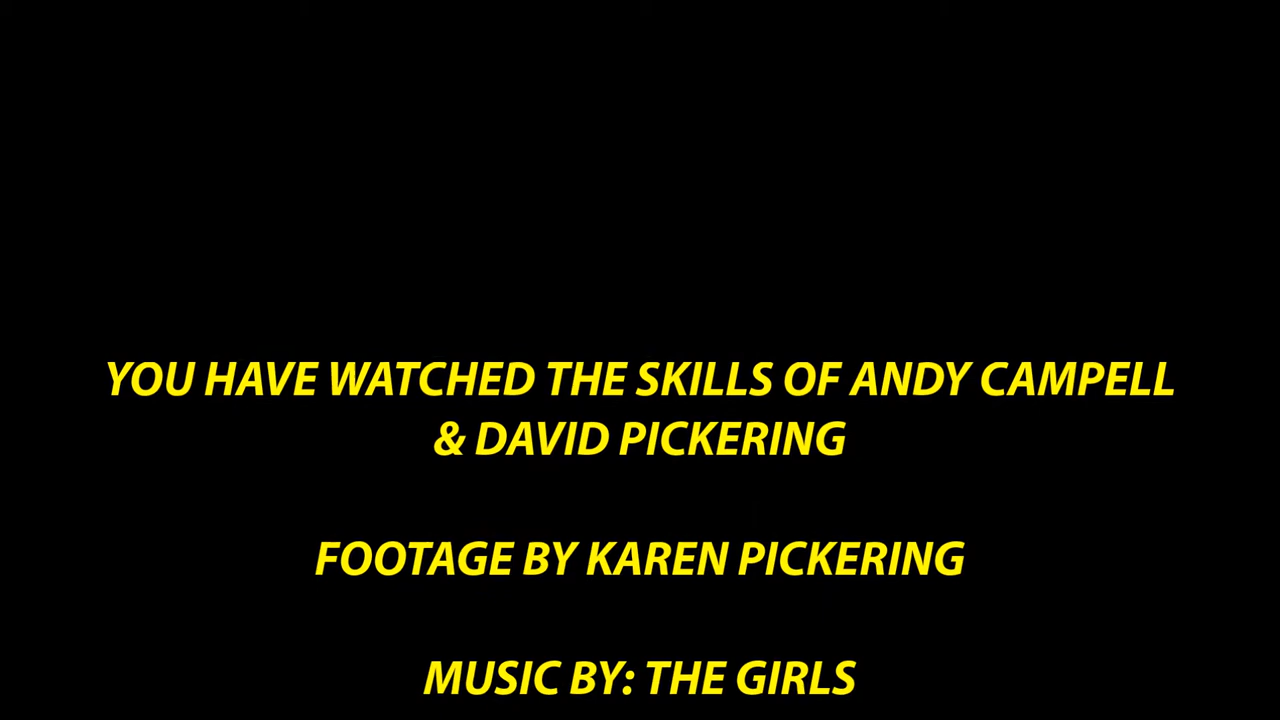 YOU HAVE WATCHED THE SKILLS OF ANDY CAMPELL
& DAVID PICKERING
FOOTAGE BY KAREN PICKERING
MUSIC BY: THE GIRLS